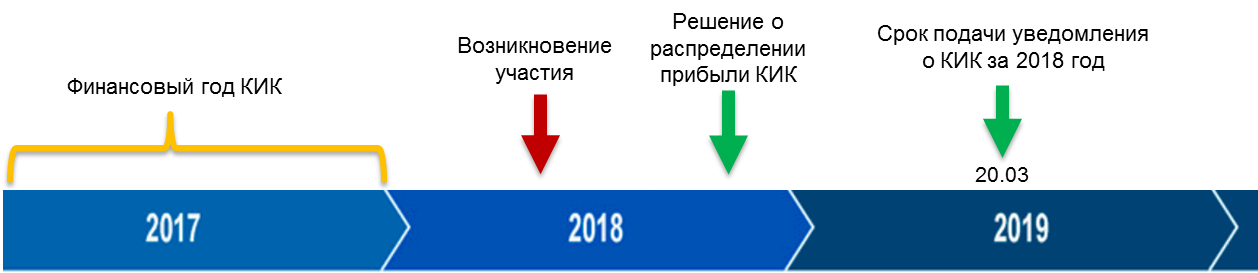 Финансовый год КИК
Возникновение
участия
Решение о
распределении
прибыли КИК
Срок подачи уведомления
о КИК за 2018 год
20.03
2017
2018
2019